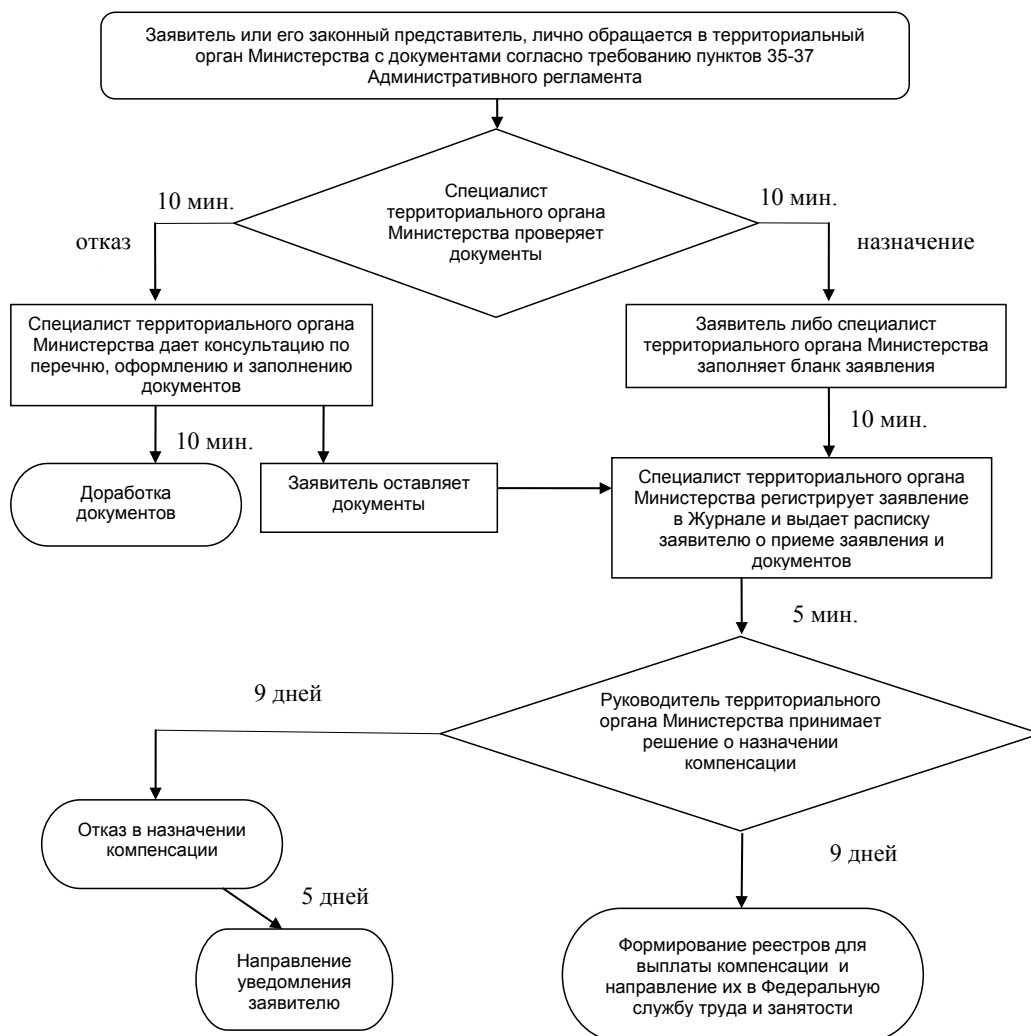 Заявитель или его законный представитель, лично обращается в территориальный
орган Министерства с документами согласно требованию пунктов 35-37
Административного регламента
10 мин.
отказ
Специалист
территориального органа
Министерства проверяет
документы
10 мин.
назначение
Специалист территориального органа
Министерства дает консультацию по
перечню, оформлению и заполнению
документов
Заявитель либо специалист
территориального органа Министерства
заполняет бланк заявления
10 мин.
10 мин.
Доработка
документов
Заявитель оставляет
документы
Специалист территориального органа
Министерства регистрирует заявление
в Журнале и выдает расписку
заявителю о приеме заявления и
документов
5 мин.
9 дней
Руководитель территориального
органа Министерства принимает
решение о назначении
компенсации
Отказ в назначении
компенсации
9 дней
5 дней
Направление
уведомления
заявителю
Формирование реестров для
выплаты компенсации и
направление их в Федеральную
службу труда и занятости